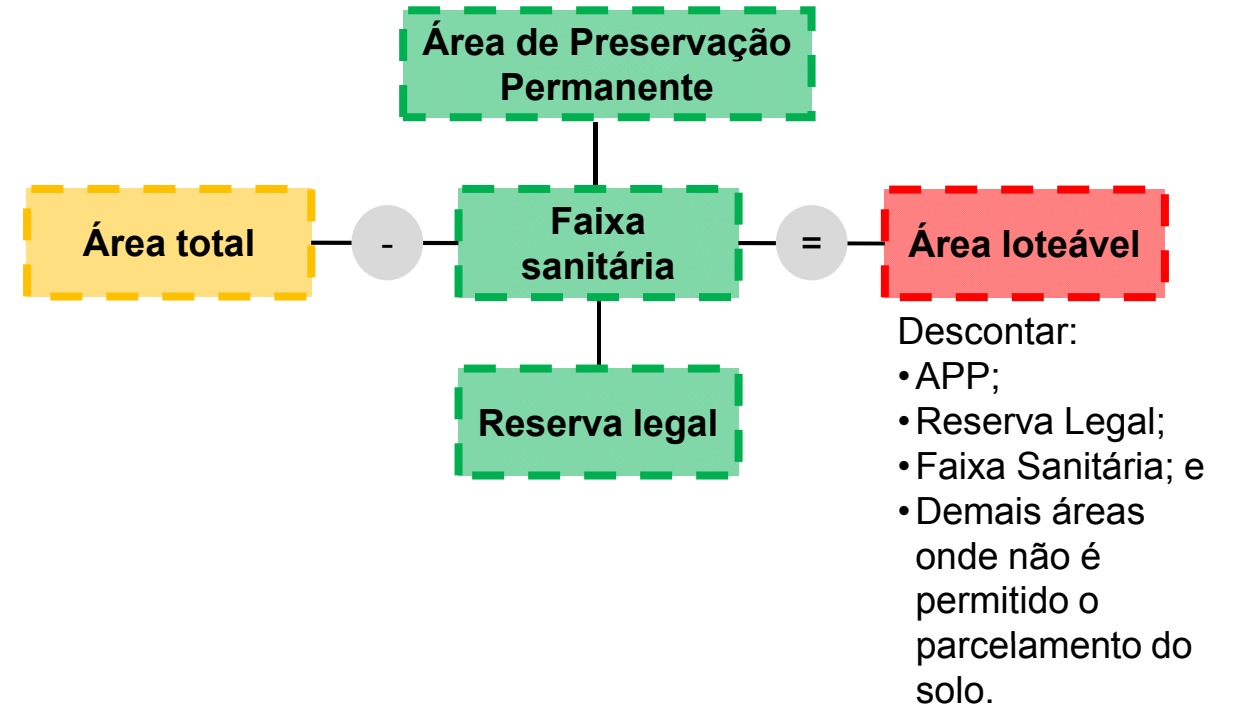 Área de Preservação
Permanente
Área total
-
Faixa
sanitária
=
Área loteável
Reserva legal
Descontar:
•APP;
•Reserva Legal;
•Faixa Sanitária; e
•Demais áreas
onde não é
permitido o
parcelamento do
solo.